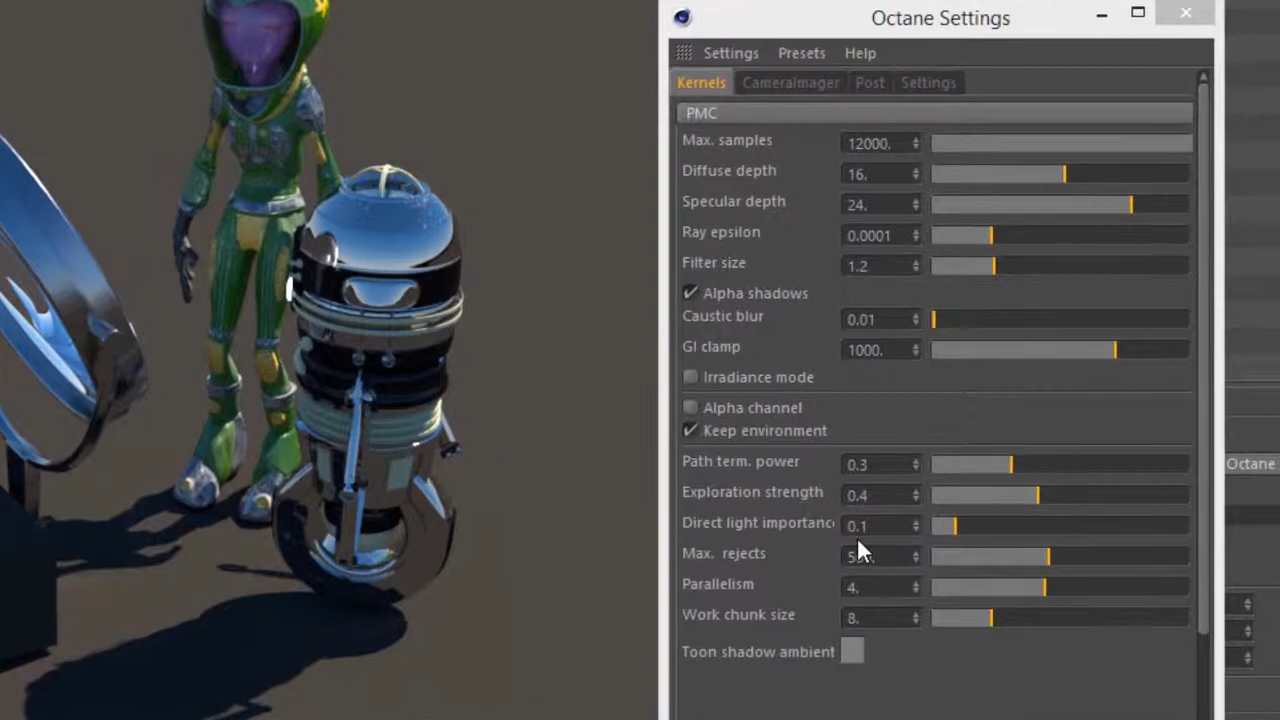 Octane Settings
Settings Presets Help
Kernels CameraImager Post Settings
PMC
Max. samples 12000.
Diffuse depth 16.
Specular depth 24.
Ray epsilon 0.0001
Filter size 1.2
Alpha shadows
Caustic blur 0.01
GI clamp 1000.
Irradiance mode
Alpha channel
Keep environment
Path term. power 0.3
Exploration strength 0.4
Octane
Direct light importanc 0.1
Max. rejects
Parallelism 4.
Work chunk size 8.
Toon shadow ambient